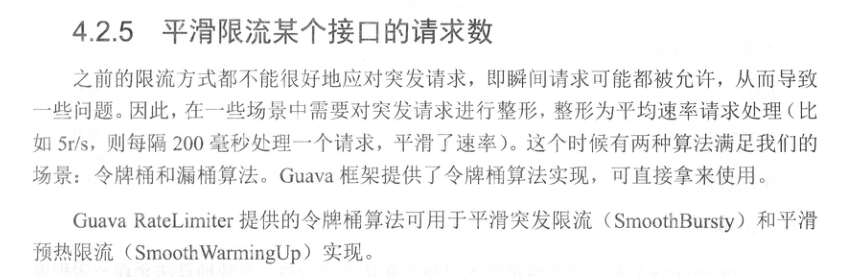 4.2.5 平滑限流某个接口的请求数
之前的限流方式都不能很好地应对突发请求，即瞬间请求可能都被允许，从而导致
一些问题。因此，在一些场景中需要对突发请求进行整形，整形为平均速率请求处理（比
如 5r/s，则每隔 200 毫秒处理一个请求，平滑了速率）。这个时候有两种算法满足我们的
场景：令牌桶和漏桶算法。Guava 框架提供了令牌桶算法实现，可直接拿来使用。
Guava RateLimiter 提供的令牌桶算法可用于平滑突发限流（SmoothBursty）和平滑
预热限流（SmoothWarmingUp）实现。